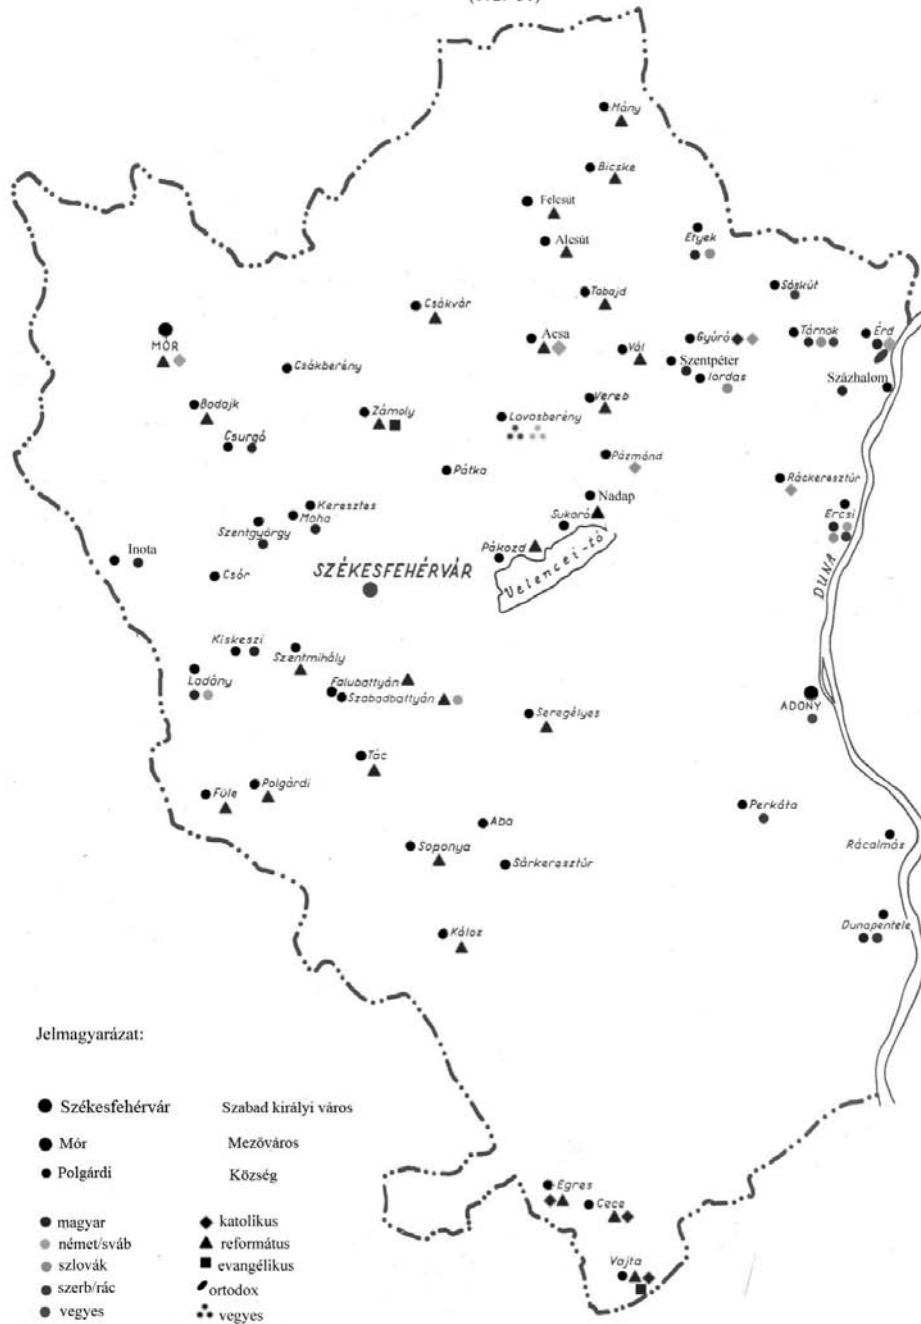 Mány
Bicske
Felcsút
Alcsút
Etyek
Sóskút
Tabajd
Csákvár
Acsa
Vál
Gyúró
Tárnok
Érd
MÓR
Csákberény
Szentpéter
Tordas
Százhalom
Bodajk
Zámoly
Lovasberény
Vereb
Csurgó
Pátka
Pázmánd
Ráckeresztúr
Keresztes
Moha
Szentgyörgy
Nadap
Sukoró
Ercsi
Inota
Csór
SZÉKESFEHÉRVÁR
Pákozd
Velencei-tó
DUNA
Kiskeszi
Szentmihály
Ladány
Falubattyán
Szabadbattyán
Seregélyes
ADONY
Tác
Füle
Polgárdi
Perkáta
Aba
Rácalmás
Soponya
Sárkeresztúr
Dunapentele
Káloz
Jelmagyarázat:
Székesfehérvár Szabad királyi város
Mór Mezőváros
Polgárdi Község
magyar katolikus
német/sváb református
szlovák evangélikus
szerb/rác ortodox
vegyes vegyes
Egres
Cece
Vajta